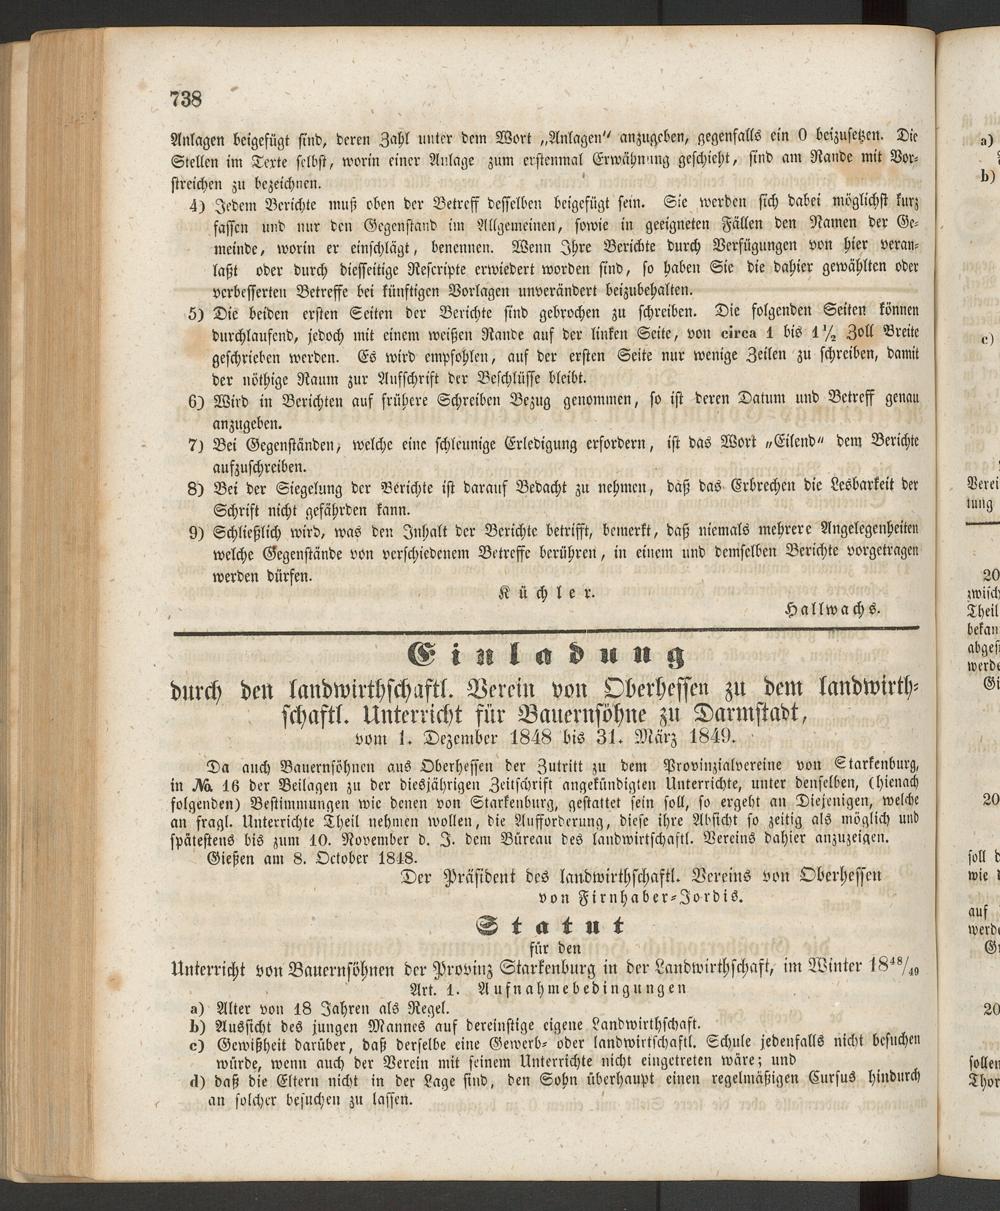 738
Anlagen beigefügt sind, deren Zahl unter dem Wort „Anlagen“ anzugeben, gegenfalls ein 0 beizusetzen. Die
Stellen im Texte selbst, worin einer Anlage zum erstenmal Erwähnung geschieht, sind am Rande mit Vor-
streichen zu bezeichnen.
4) Jedem Berichte muß oben der Betreff desselben beigefügt sein. Sie werden sich dabei möglichst kurz
fassen und nur den Gegenstand im Allgemeinen, sowie in geeigneten Fällen den Namen der Ge-
meinde, worin er einschlägt, benennen. Wenn Ihre Berichte durch Verfügungen von hier veran-
laßt oder durch diesseitige Rescripte erwiedert worden sind, so haben Sie die dahier gewählten oder
verbesserten Betreffe bei künftigen Vorlagen unverändert beizubehalten.
5) Die beiden ersten Seiten der Berichte sind gebrochen zu schreiben. Die folgenden Seiten können
durchlaufend, jedoch mit einem weißen Rande auf der linken Seite, von circa 1 bis 1½ Zoll Breite
geschrieben werden. Es wird empfohlen, auf der ersten Seite nur wenige Zeilen zu schreiben, damit
der nöthige Raum zur Aufschrift der Beschlüsse bleibt.
6) Wird in Berichten auf frühere Schreiben Bezug genommen, so ist deren Datum und Betreff genau
anzugeben.
7) Bei Gegenständen, welche eine schleunige Erledigung erfordern, ist das Wort „Eilend“ dem Berichte
aufzuschreiben.
8) Bei der Siegelung der Berichte ist darauf Bedacht zu nehmen, daß das Erbrechen die Lesbarkeit der
Schrift nicht gefährden kann.
9) Schließlich wird, was den Inhalt der Berichte betrifft, bemerkt, daß niemals mehrere Angelegenheiten
welche Gegenstände von verschiedenem Betreffe berühren, in einem und demselben Berichte vorgetragen
werden dürfen.
Küchler.
Hallwachs.
Einladung
durch den landwirthschaftl. Verein von Oberhessen zu dem landwirth-
schaftl. Unterricht für Bauernsöhne zu Darmstadt,
vom 1. Dezember 1848 bis 31. März 1849.
Da auch Bauernsöhnen aus Oberhessen der Zutritt zu dem Provinzialvereine von Starkenburg,
in No. 16 der Beilagen zu der diesjährigen Zeitschrift angekündigten Unterrichte, unter denselben, (hienach
folgenden) Bestimmungen wie denen von Starkenburg, gestattet sein soll, so ergeht an Diejenigen, welche
an fragl. Unterrichte Theil nehmen wollen, die Aufforderung, diese ihre Absicht so zeitig als möglich und
spätestens bis zum 10. November d. J. dem Büreau des landwirtschaftl. Vereins dahier anzuzeigen.
Gießen am 8. October 1848.
Der Präsident des landwirthschaftl. Vereins von Oberhessen
von Firnhaber-Jordis.
Statut
für den
Unterricht von Bauernsöhnen der Provinz Starkenburg in der Landwirthschaft, im Winter 18⁴⁸/₄₉
Art. 1. Aufnahmebedingungen
a) Alter von 18 Jahren als Regel.
b) Aussicht des jungen Mannes auf dereinstige eigene Landwirthschaft.
c) Gewißheit darüber, daß derselbe eine Gewerb- oder landwirthschaftl. Schule jedenfalls nicht besuchen
würde, wenn auch der Verein mit seinem Unterrichte nicht eingetreten wäre; und
d) daß die Eltern nicht in der Lage sind, den Sohn überhaupt einen regelmäßigen Cursus hindurch
an solcher besuchen zu lassen.